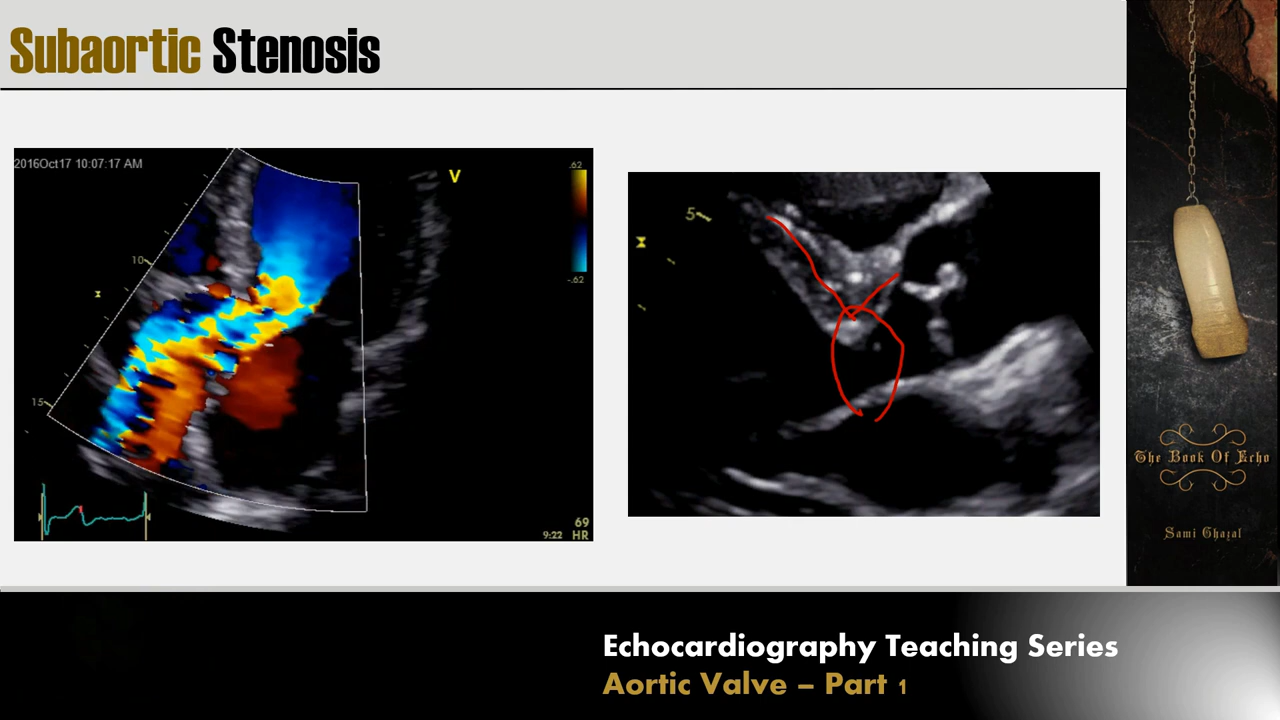 Subaortic Stenosis
2016Oct17 10:07:17 AM
V
.62
-.62
10
15
69
9:22 HR
5
The Book Of Echo
Sami Ghazal
Echocardiography Teaching Series
Aortic Valve – Part 1